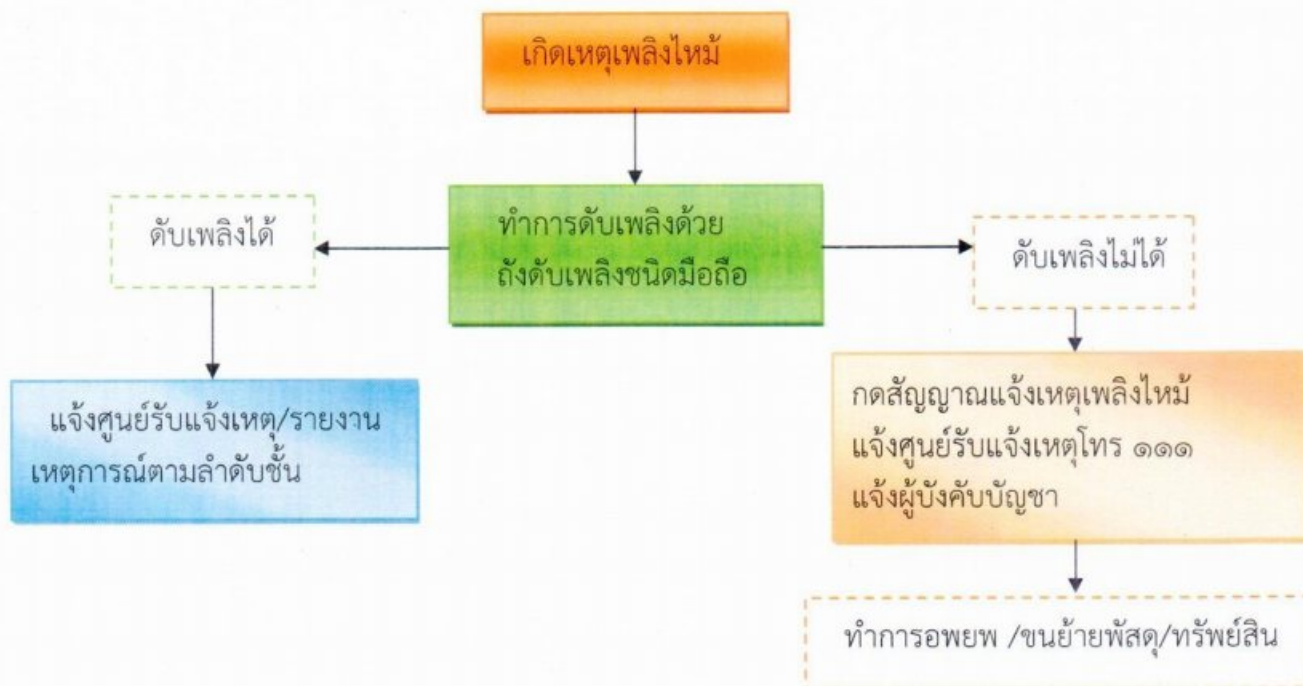 เกิดเหตุเพลิงไหม้
ทำการดับเพลิงด้วย
ถังดับเพลิงชนิดมือถือ
ดับเพลิงได้
ดับเพลิงไม่ได้
แจ้งศูนย์รับแจ้งเหตุ/รายงาน
เหตุการณ์ตามลำดับชั้น
กดสัญญาณแจ้งเหตุเพลิงไหม้
แจ้งศูนย์รับแจ้งเหตุโทร ๑๑๑
แจ้งผู้บังคับบัญชา
ทำการอพยพ /ขนย้ายพัสดุ/ทรัพย์สิน